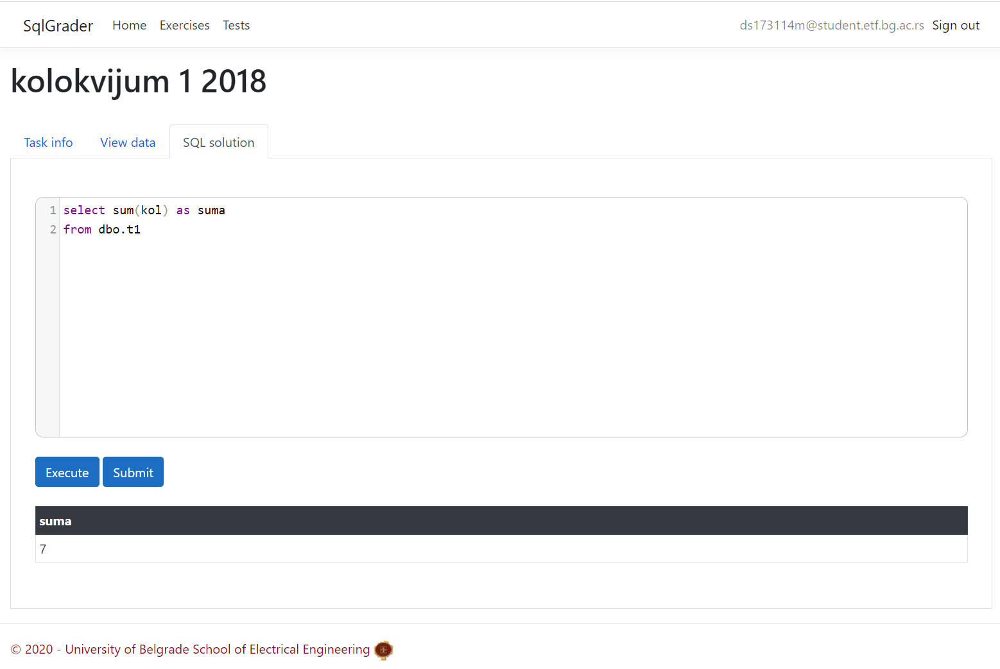 SqlGrader Home Exercises Tests ds173114m@student.etf.bg.ac.rs Sign out
kolokvijum 1 2018
Task info View data SQL solution
1 select sum(kol) as suma
2 from dbo.t1
Execute Submit
suma
7
© 2020 - University of Belgrade School of Electrical Engineering